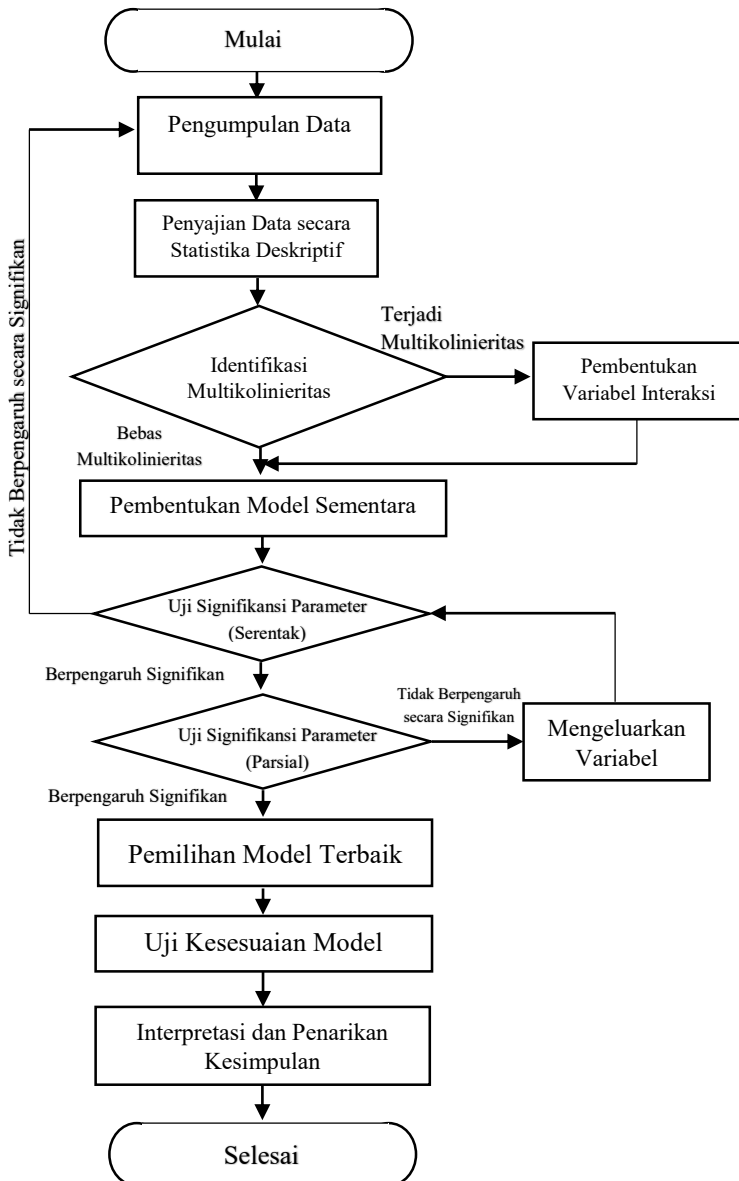 Mulai
Pengumpulan Data
Penyajian Data secara
Statistika Deskriptif
Tidak Berpengaruh secara Signifikan
Identifikasi
Multikolinieritas
Terjadi
Multikolinieritas
Pembentukan
Variabel Interaksi
Bebas
Multikolinieritas
Pembentukan Model Sementara
Uji Signifikansi Parameter
(Serentak)
Berpengaruh Signifikan
Uji Signifikansi Parameter
(Parsial)
Tidak Berpengaruh
secara Signifikan
Mengeluarkan
Variabel
Berpengaruh Signifikan
Pemilihan Model Terbaik
Uji Kesesuaian Model
Interpretasi dan Penarikan
Kesimpulan
Selesai